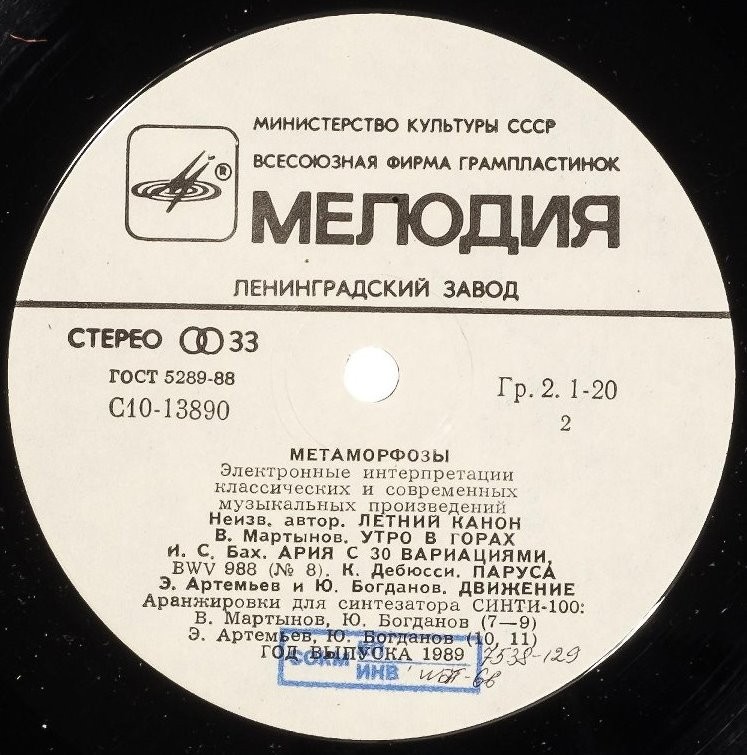 МИНИСТЕРСТВО КУЛЬТУРЫ СССР
ВСЕСОЮЗНАЯ ФИРМА ГРАМПЛАСТИНОК
®
МЕЛОДИЯ
ЛЕНИНГРАДСКИЙ ЗАВОД
СТЕРЕО 33
ГОСТ 5289-88
С10-13890
Гр. 2. 1-20
2
МЕТАМОРФОЗЫ
Электронные интерпретации
классических и современных
музыкальных произведений
Неизв. автор. ЛЕТНИЙ КАНОН
В. Мартынов. УТРО В ГОРАХ
И. С. Бах. АРИЯ С 30 ВАРИАЦИЯМИ,
BWV 988 (№ 8). К. Дебюсси. ПАРУСА
Э. Артемьев и Ю. Богданов. ДВИЖЕНИЕ
Аранжировки для синтезатора СИНТИ-100:
В. Мартынов, Ю. Богданов (7—9)
Э. Артемьев, Ю. Богданов (10, 11)
ГОД ВЫПУСКА 1989
СОКМ
ИНВ
7538-129